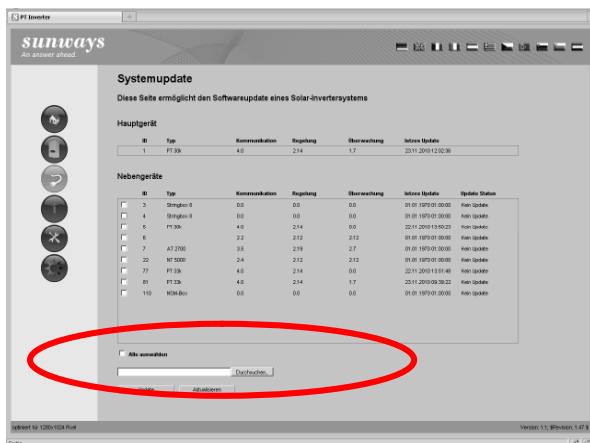 PT Inverter
sunways
An answer ahead.
Systemupdate
Diese Seite ermöglicht den Softwareupdate eines Solar-Invertersystems
Hauptgerät
ID Typ Kommunikation Regelung Überwachung letztes Update
1 PT 33k 4.0 2.14 1.7 23.11.2010 12:02:36
Nebengeräte
ID Typ Kommunikation Regelung Überwachung letztes Update Update Status
3 Stringbox 8 0.0 0.0 0.0 01.01.1970 01:00:00 Kein Update
4 Stringbox 8 0.0 0.0 0.0 01.01.1970 01:00:00 Kein Update
5 PT 30k 4.0 2.14 0.0 22.11.2010 13:50:23 Kein Update
6 2.2 2.12 2.12 01.01.1970 01:00:00 Kein Update
7 AT 2700 3.5 2.19 2.7 01.01.1970 01:00:00 Kein Update
22 NT 5000 2.4 2.12 2.12 01.01.1970 01:00:00 Kein Update
77 PT 33k 4.0 2.14 0.0 22.11.2010 13:51:48 Kein Update
81 PT 33k 4.0 2.14 1.7 23.11.2010 09:39:22 Kein Update
110 NDM-Box 0.0 0.0 0.0 01.01.1970 01:00:00 Kein Update
Alle auswählen
Durchsuchen...
Update Aktualisieren
optimiert für 1280x1024 Pixel Version: 1.1; $Revision: 1.47 $